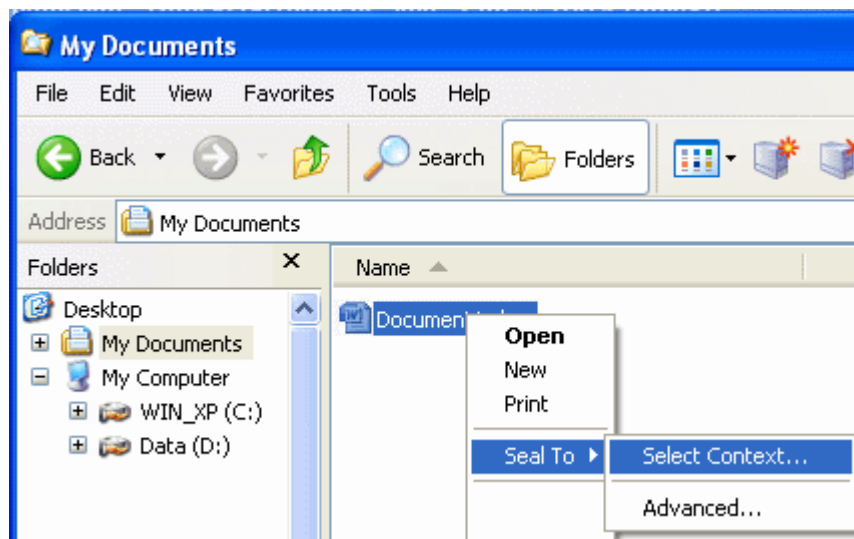 My Documents
File Edit View Favorites Tools Help
Back Search Folders
Address My Documents
Folders Name
Desktop
My Documents
My Computer
WIN_XP (C:)
Data (D:)
Open
New
Print
Seal To Select Context...
Advanced...